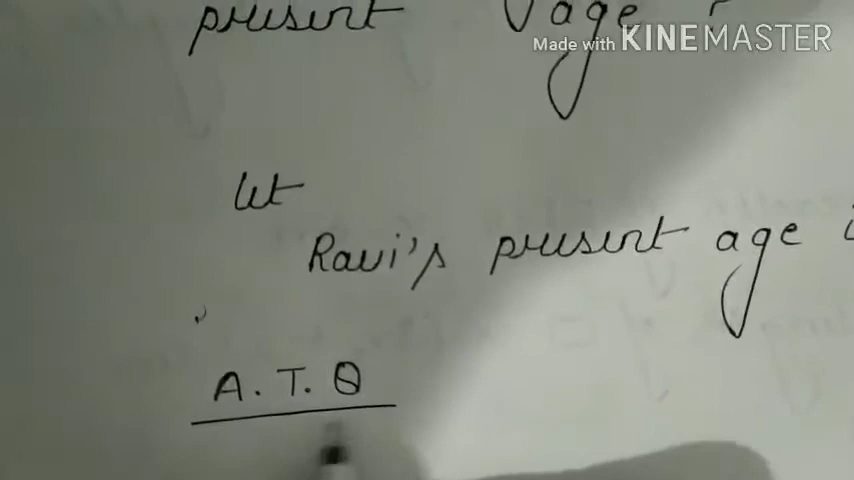 present age ?
Made with KINEMASTER
let
Ravi's present age
A.T.Q